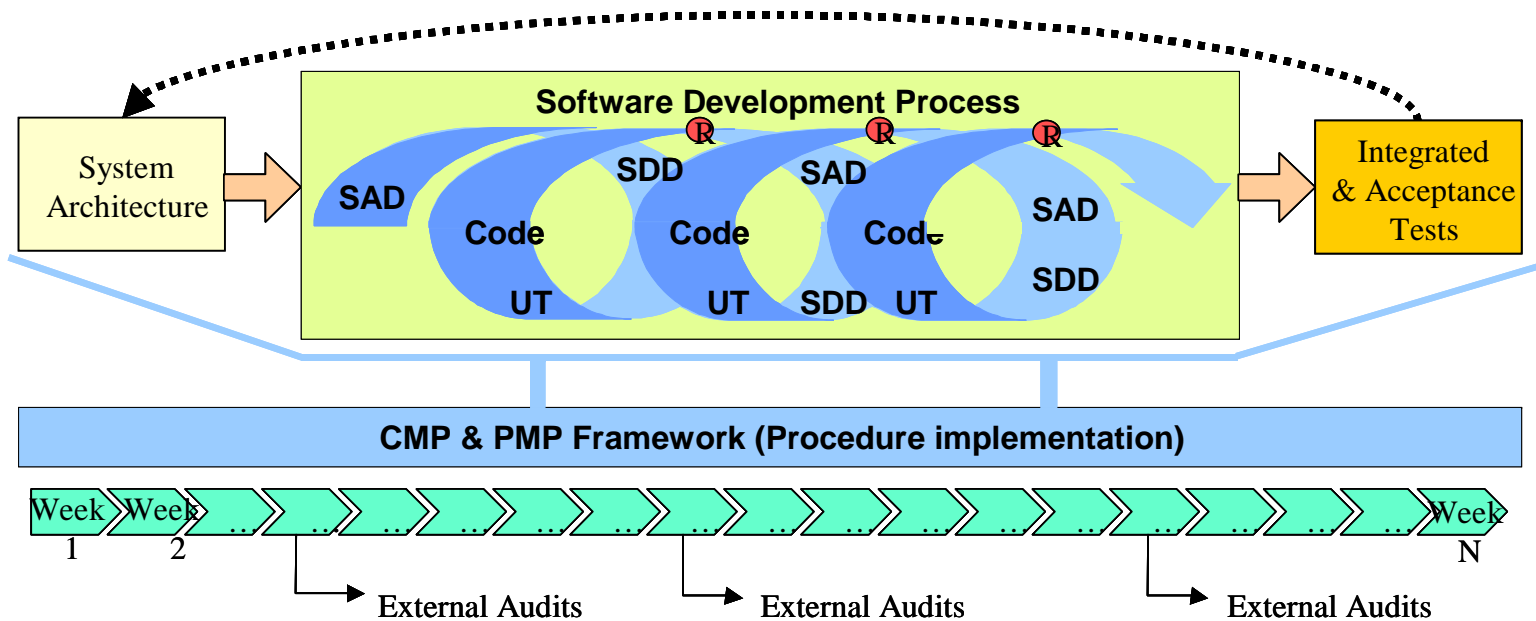 Software Development Process
R R R
System
Architecture
SAD
SDD
SAD
SAD
Code
Code
Code
SDD
UT
UT
SDD
UT
Integrated
& Acceptance
Tests
CMP & PMP Framework (Procedure implementation)
Week Week ... ... ... ... ... ... ... ... ... ... ... ... ... ... ... ... Week
1 2 N
External Audits External Audits External Audits